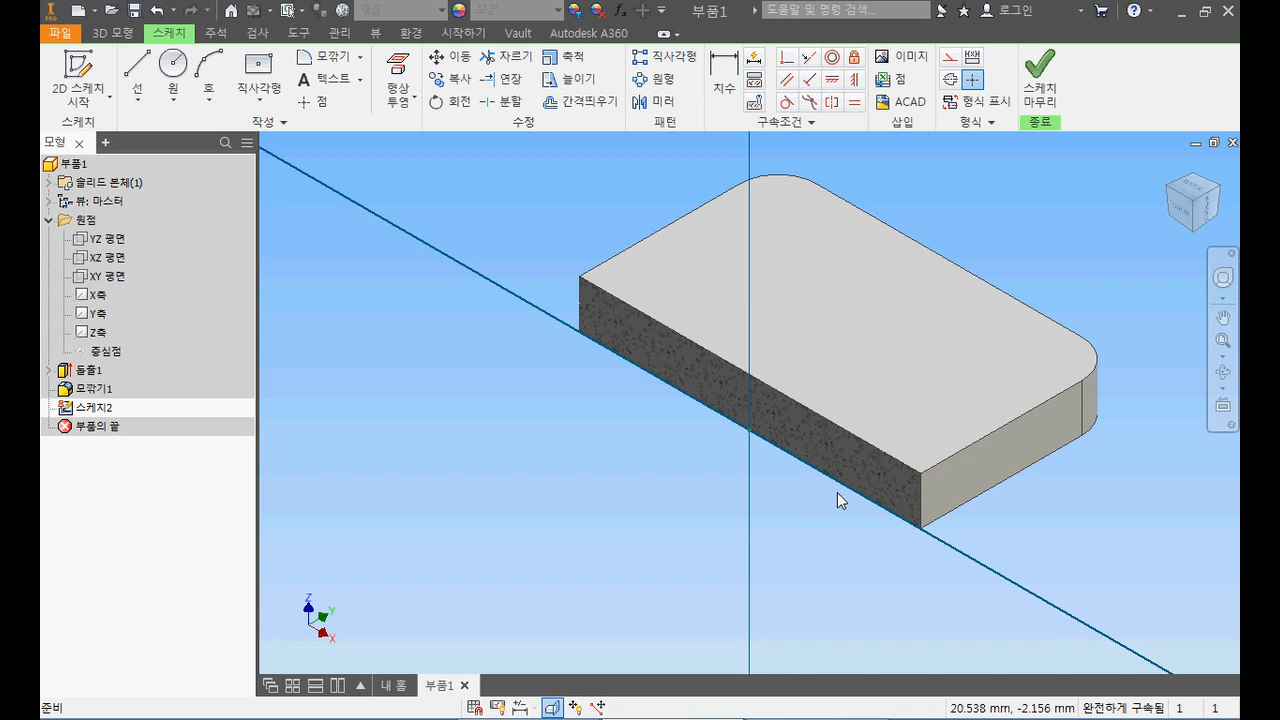 부품1
도움말 및 명령 검색...
로그인
PRO
파일
3D 모형
스케치
주석
검사
도구
관리
뷰
환경
시작하기
Vault
Autodesk A360
2D 스케치 시작
선
원
호
직사각형
모깎기
텍스트
점
형상 투영
이동
복사
회전
자르기
연장
분할
축척
늘이기
간격띄우기
직사각형
원형
미러
치수
이미지
점
ACAD
형식 표시
스케치 마무리
스케치
작성
수정
패턴
구속조건
삽입
형식
종료
모형
부품1
솔리드 본체(1)
뷰: 마스터
원점
YZ 평면
XZ 평면
XY 평면
X축
Y축
Z축
중심점
돌출1
모깎기1
스케치2
부품의 끝
Z
Y
X
내 홈
부품1
준비
20.538 mm, -2.156 mm
완전하게 구속됨
1
1